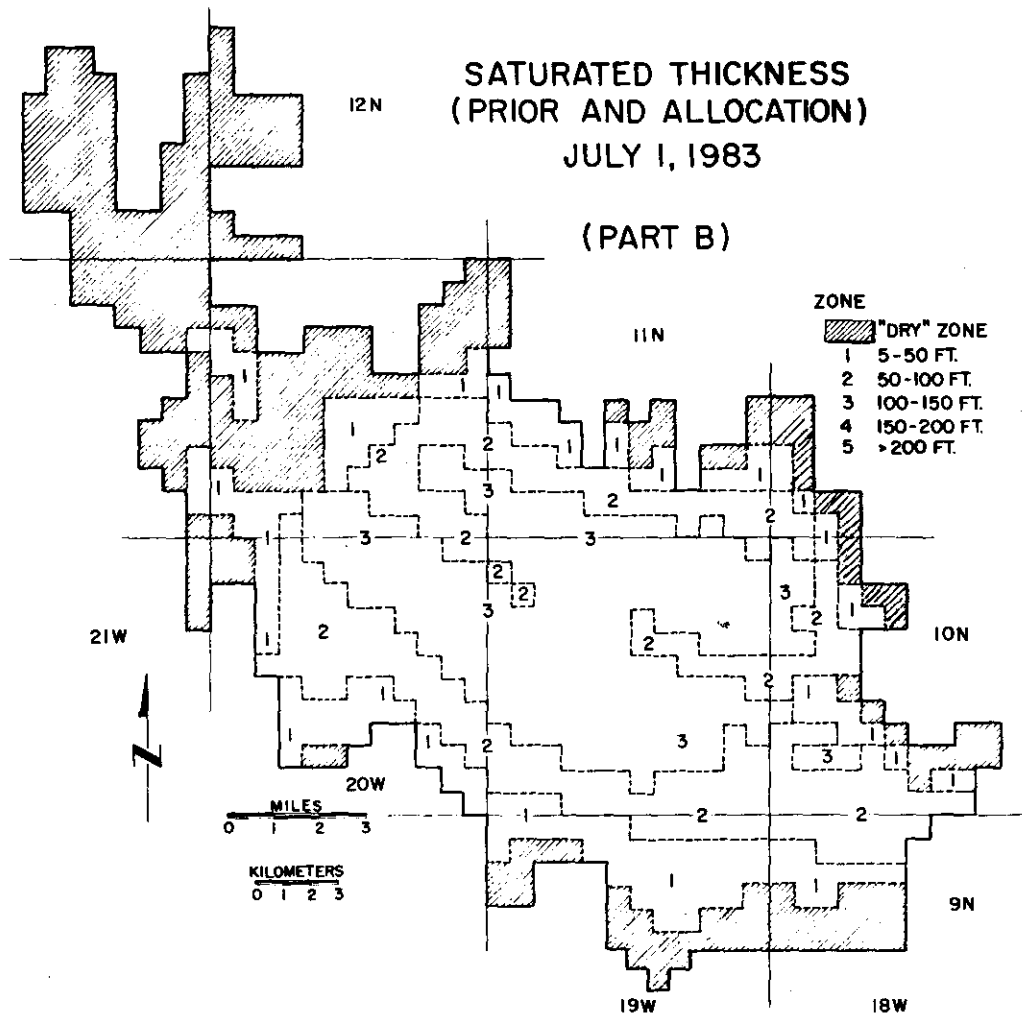 SATURATED THICKNESS
(PRIOR AND ALLOCATION)
JULY 1, 1983
(PART B)
12N
11N
ZONE
"DRY" ZONE
1 5-50 FT.
2 50-100 FT.
3 100-150 FT.
4 150-200 FT.
5 >200 FT.
1
1
1
1
2
2
1
1
1
3
2
1
3
2
3
2
1
2
2
3
1
2
3
2
1
10N
21W
1
2
2
1
2
1
1
1
2
3
3
1
1
1
20W
N
MILES
0 1 2 3
1
2
2
KILOMETERS
0 1 2 3
1
1
9N
19W
18W